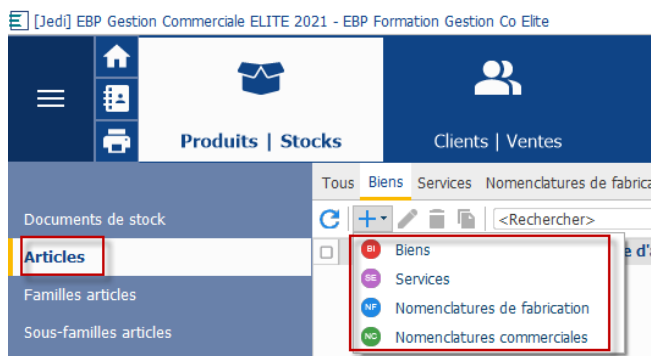 [Jedi] EBP Gestion Commerciale ELITE 2021 - EBP Formation Gestion Co Elite
Produits | Stocks
Clients | Ventes
Tous Biens Services Nomenclatures de fabrica
Documents de stock
<Rechercher>
Articles
BI Biens
e d'a
SE Services
Familles articles
NF Nomenclatures de fabrication
Sous-familles articles
NC Nomenclatures commerciales